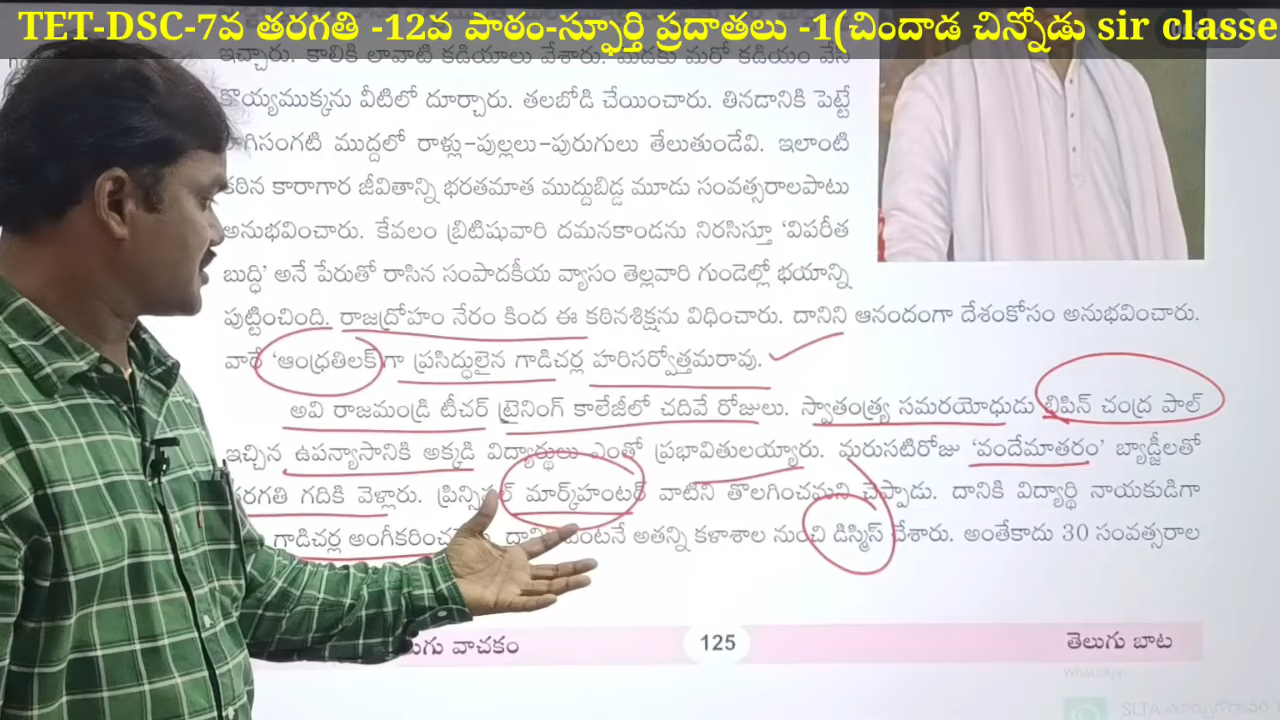 TET-DSC-7వ తరగతి -12వ పాఠం-స్ఫూర్తి ప్రదాతలు -1(చిందాడ చిన్నోడు sir classe
ఇచ్చారు. కాలికి లావాటి కడియాలు వేశారు. మెడకు మరో కడియం వేసి
కొయ్యముక్కను వీటిలో దూర్చారు. తలబోడి చేయించారు. తినడానికి పెట్టే
రాగిసంగటి ముద్దలో రాళ్లు-పుల్లలు-పురుగులు తేలుతుండేవి. ఇలాంటి
కఠిన కారాగార జీవితాన్ని భరతమాత ముద్దుబిడ్డ మూడు సంవత్సరాలపాటు
అనుభవించారు. కేవలం బ్రిటిషువారి దమనకాండను నిరసిస్తూ ‘విపరీత
బుద్ధి’ అనే పేరుతో రాసిన సంపాదకీయ వ్యాసం తెల్లవారి గుండెల్లో భయాన్ని
పుట్టించింది. రాజద్రోహం నేరం కింద ఈ కఠినశిక్షను విధించారు. దానిని ఆనందంగా దేశంకోసం అనుభవించారు.
వారే ‘ఆంధ్రతిలక్’గా ప్రసిద్ధులైన గాడిచర్ల హరిసర్వోత్తమరావు.
అవి రాజమండ్రి టీచర్ ట్రైనింగ్ కాలేజీలో చదివే రోజులు. స్వాతంత్ర్య సమరయోధుడు బిపిన్ చంద్ర పాల్
ఇచ్చిన ఉపన్యాసానికి అక్కడి విద్యార్థులు ఎంతో ప్రభావితులయ్యారు. మరుసటిరోజు ‘వందేమాతరం’ బ్యాడ్జీలతో
తరగతి గదికి వెళ్లారు. ప్రిన్సిపల్ మార్క్‌హంటర్ వాటిని తొలగించమని చెప్పాడు. దానికి విద్యార్థి నాయకుడిగా
గాడిచర్ల అంగీకరించ వెంటనే అతన్ని కళాశాల నుంచి డిస్మిస్ చేశారు. అంతేకాదు 30 సంవత్సరాల
వాచకం 125 తెలుగు బాట
WhatsApp